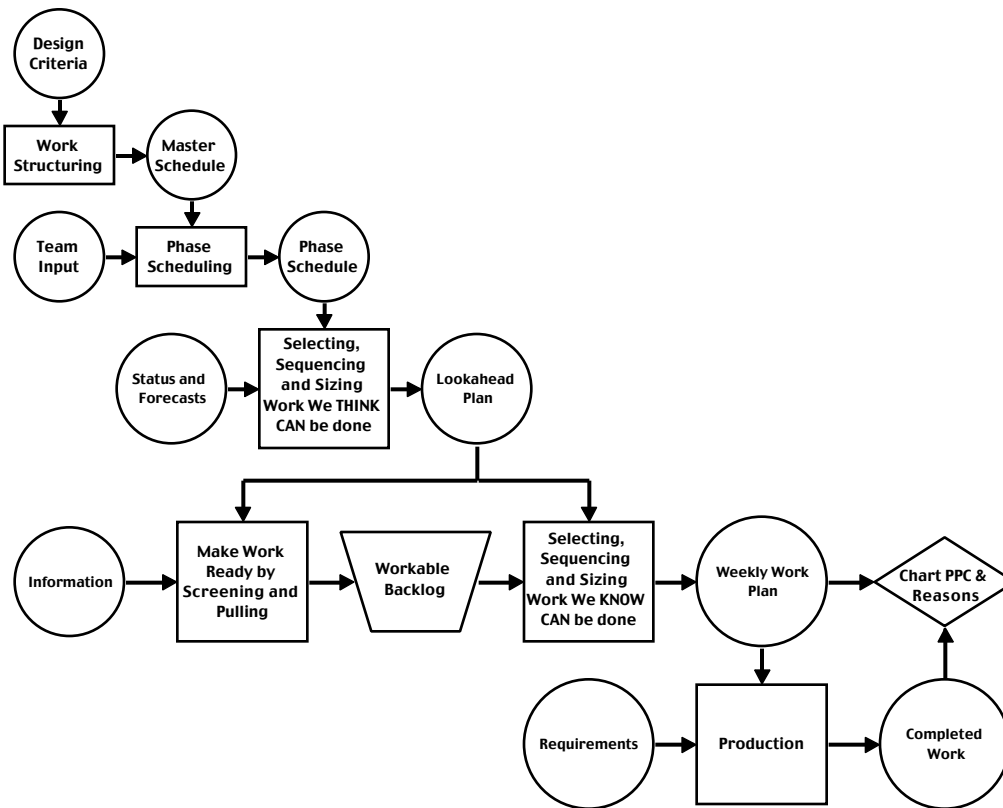 Design
Criteria
Work
Structuring
Master
Schedule
Team
Input
Phase
Scheduling
Phase
Schedule
Status and
Forecasts
Selecting,
Sequencing
and Sizing
Work We THINK
CAN be done
Lookahead
Plan
Information
Make Work
Ready by
Screening and
Pulling
Workable
Backlog
Selecting,
Sequencing
and Sizing
Work We KNOW
CAN be done
Weekly Work
Plan
Chart PPC &
Reasons
Requirements
Production
Completed
Work